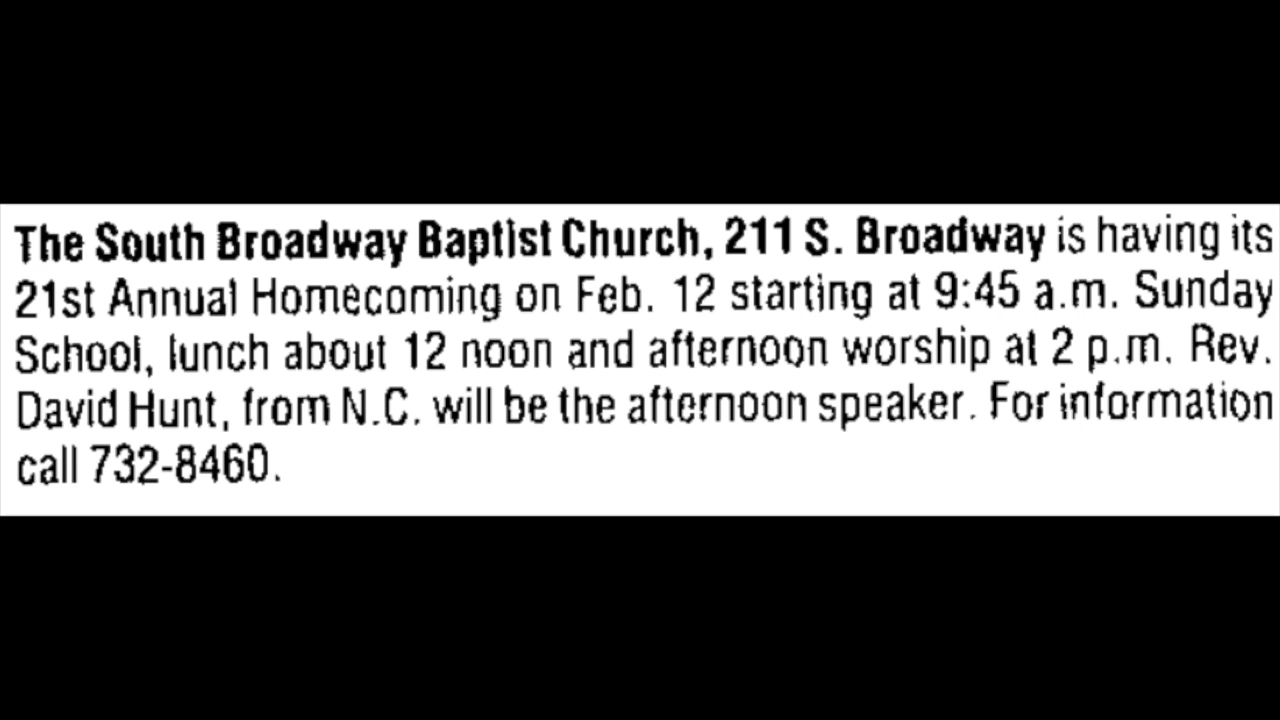 The South Broadway Baptist Church, 211 S. Broadway is having its
21st Annual Homecoming on Feb. 12 starting at 9:45 a.m. Sunday
School, lunch about 12 noon and afternoon worship at 2 p.m. Rev.
David Hunt, from N.C. will be the afternoon speaker. For information
call 732-8460.